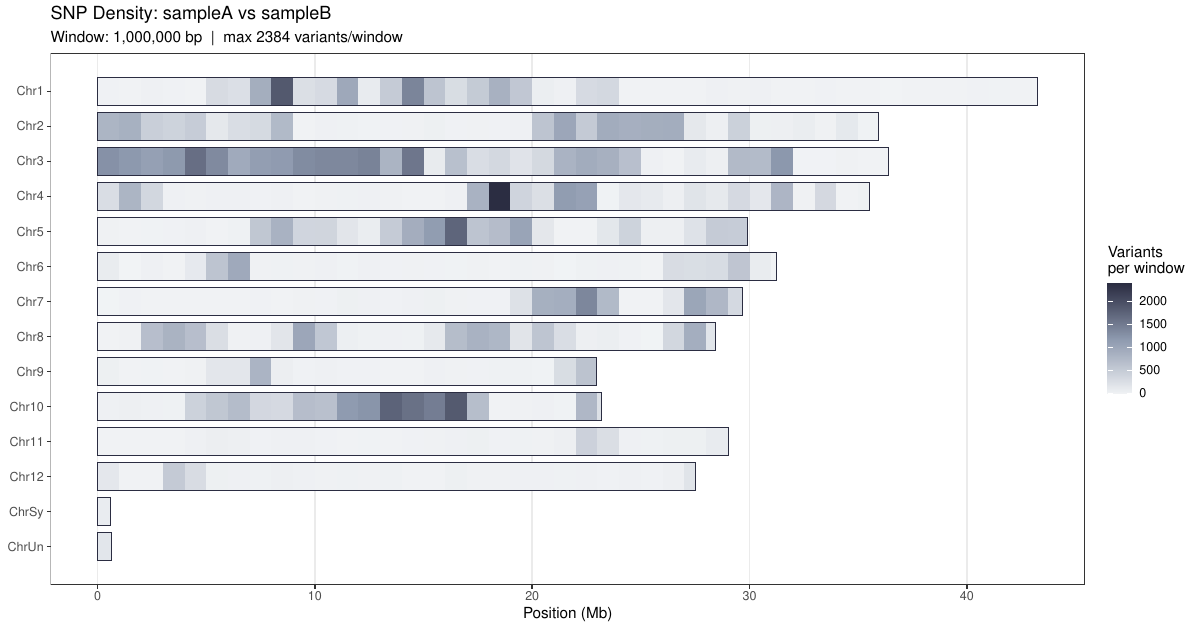 SNP Density: sampleA vs sampleB
Window: 1,000,000 bp | max 2384 variants/window
Chr1
Chr2
Chr3
Chr4
Chr5
Chr6
Chr7
Chr8
Chr9
Chr10
Chr11
Chr12
ChrSy
ChrUn
0 10 20 30 40
Position (Mb)
Variants
per window
2000
1500
1000
500
0